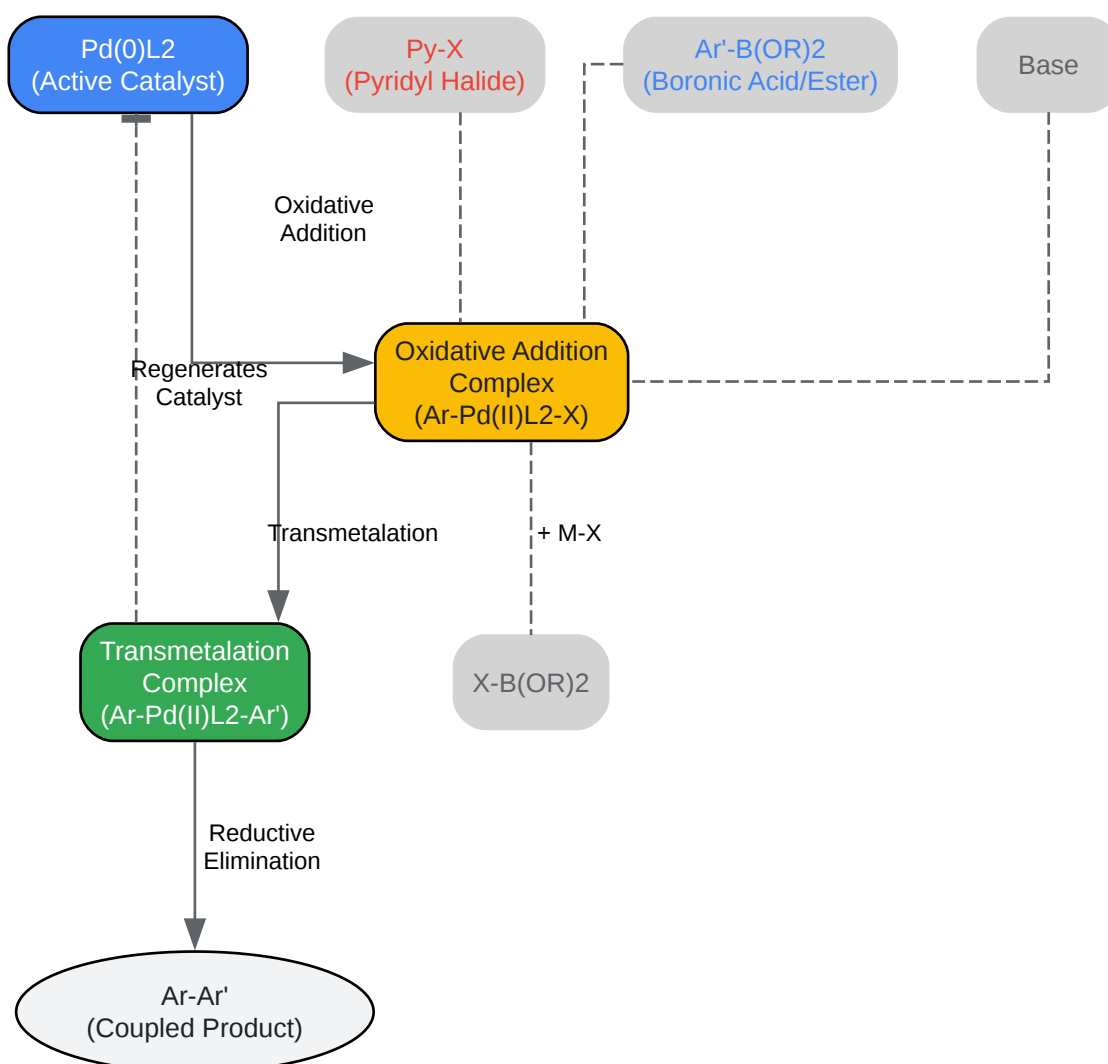 Pd(0)L2
(Active Catalyst)
Py-X
(Pyridyl Halide)
Ar'-B(OR)2
(Boronic Acid/Ester)
Base
Oxidative
Addition
Oxidative Addition
Complex
(Ar-Pd(II)L2-X)
Regenerates
Catalyst
Transmetalation
+ M-X
Transmetalation
Complex
(Ar-Pd(II)L2-Ar')
X-B(OR)2
Reductive
Elimination
Ar-Ar'
(Coupled Product)